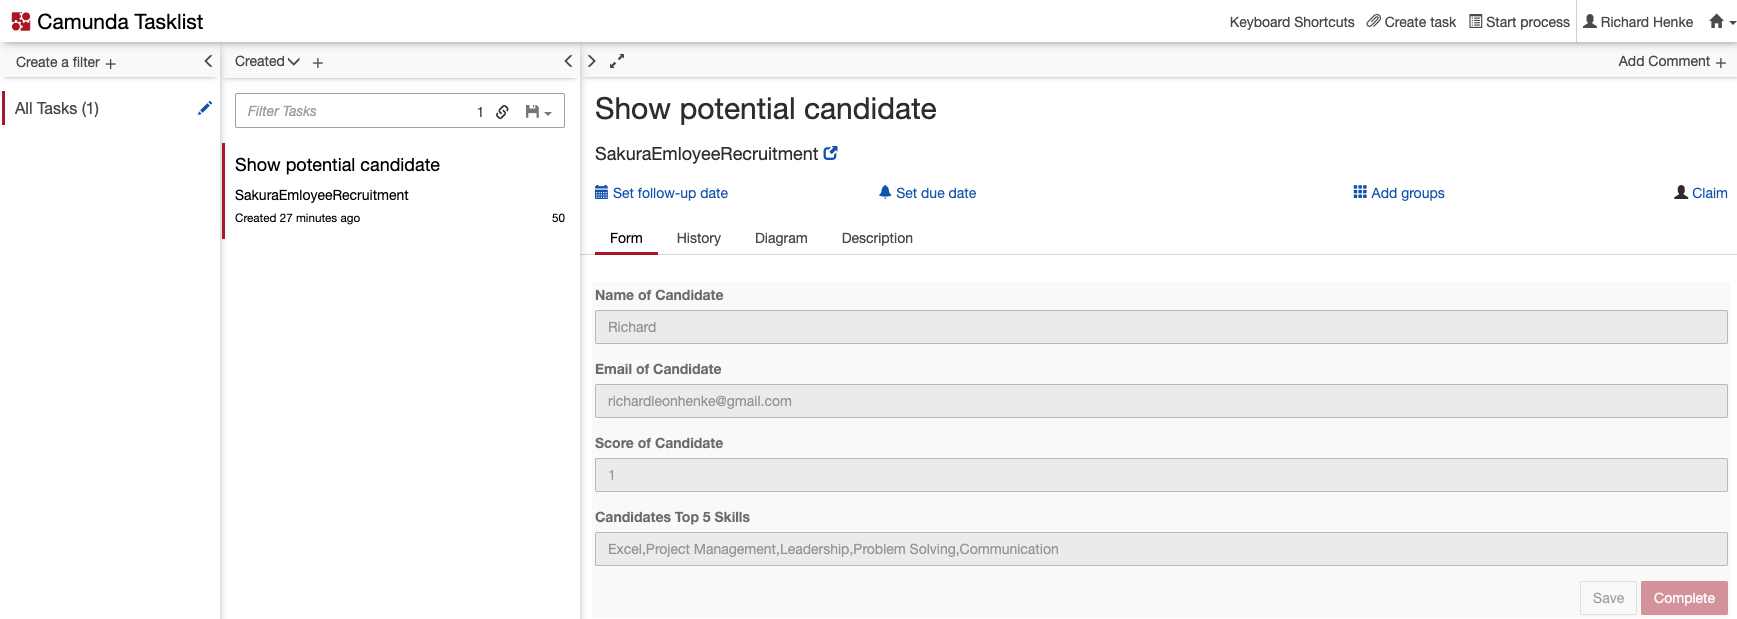 Camunda Tasklist
Keyboard Shortcuts Create task Start process Richard Henke
Create a filter +
Created +
Add Comment +
All Tasks (1)
Filter Tasks 1
Show potential candidate
SakuraEmloyeeRecruitment
Created 27 minutes ago 50
Show potential candidate
SakuraEmloyeeRecruitment
Set follow-up date Set due date Add groups Claim
Form History Diagram Description
Name of Candidate
Richard
Email of Candidate
richardleonhenke@gmail.com
Score of Candidate
1
Candidates Top 5 Skills
Excel,Project Management,Leadership,Problem Solving,Communication
Save Complete